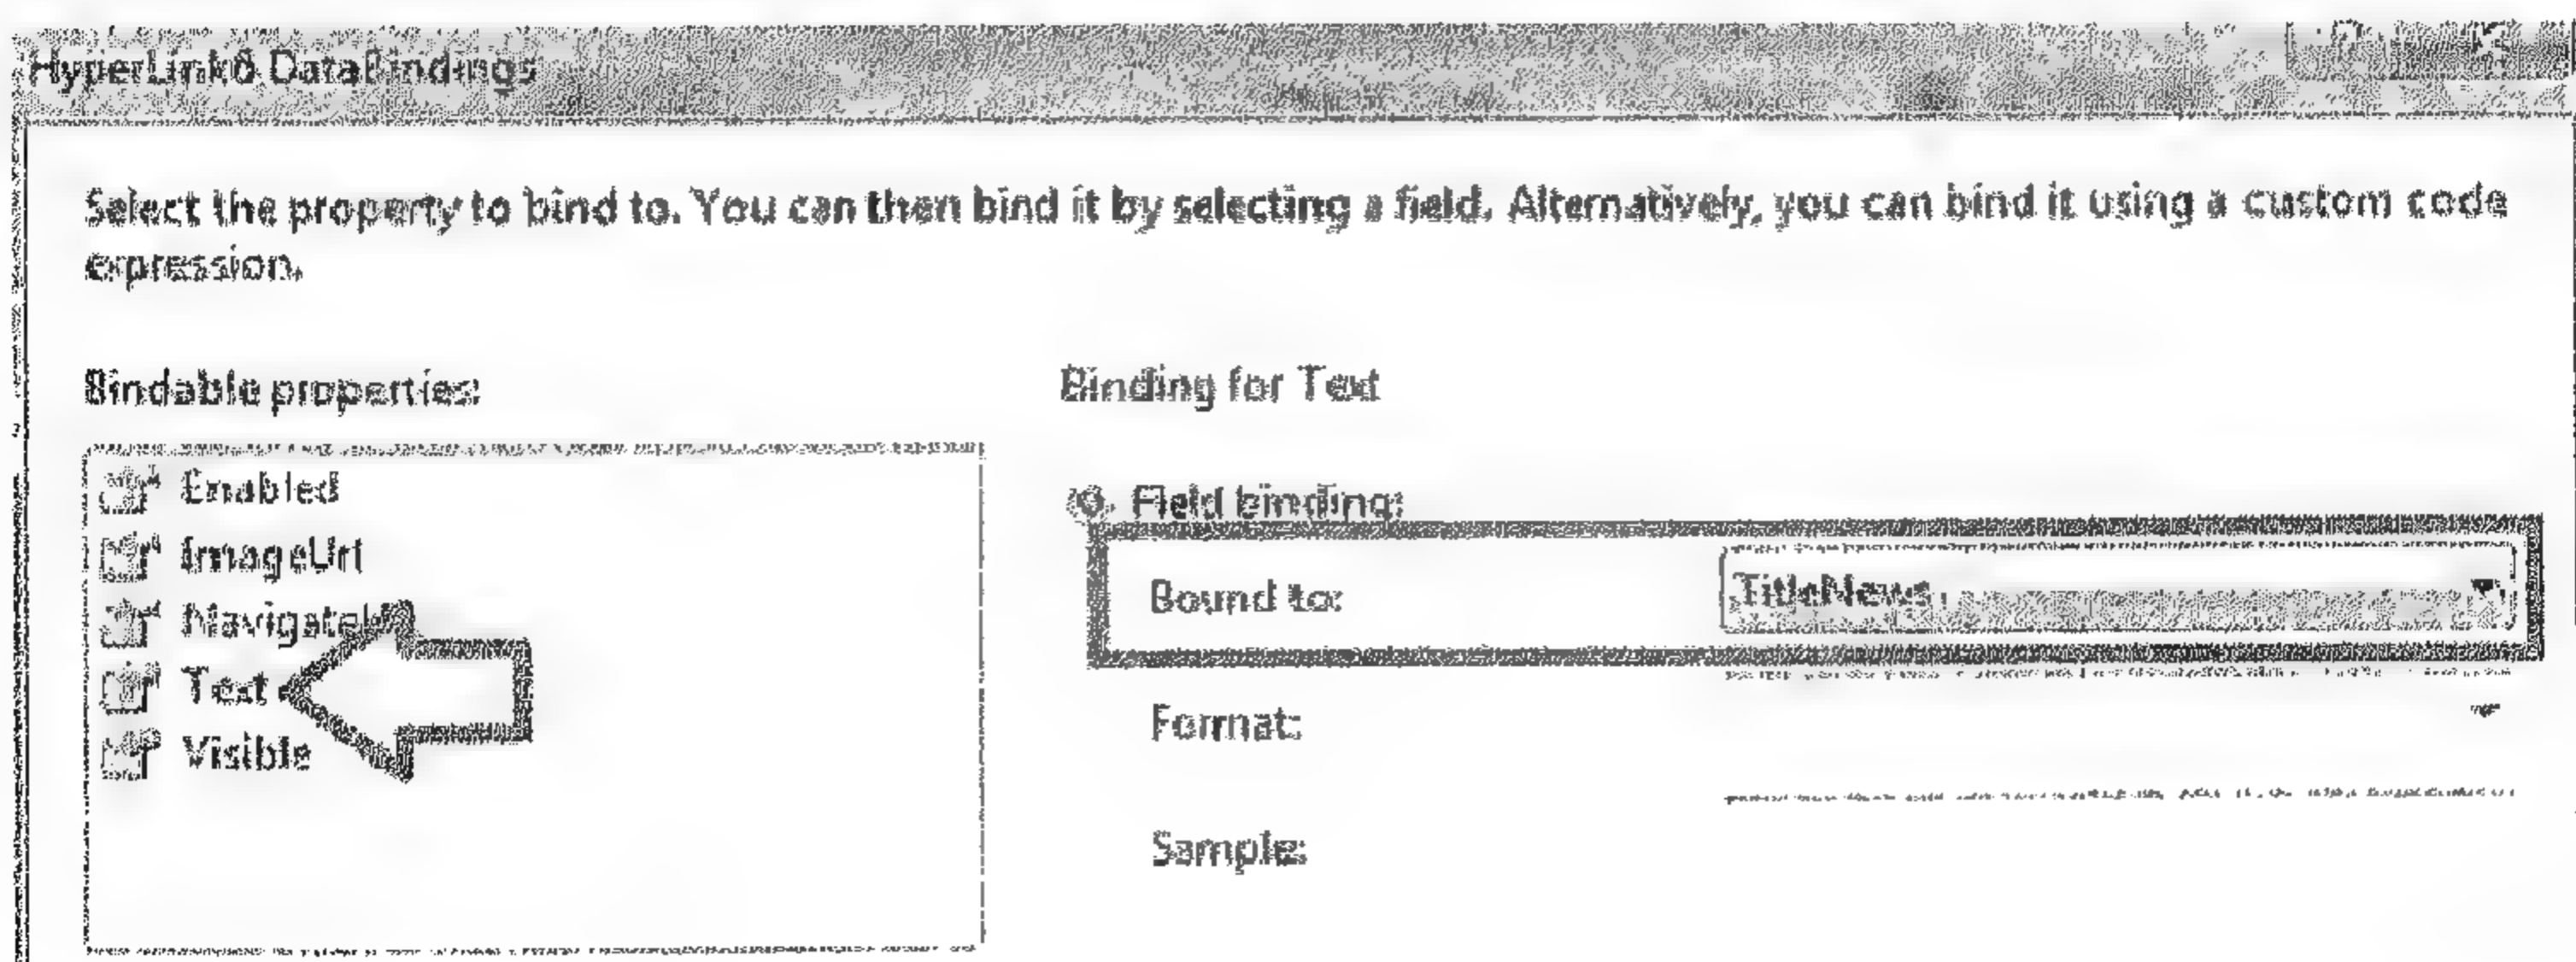 HyperLink6 DataBindings
Select the property to bind to. You can then bind it by selecting a field. Alternatively, you can bind it using a custom code
expression.
Bindable properties:
Binding for Text
Enabled
ImageUrl
Text
Visible
Field binding:
Bound to:
TitleNews
Format:
Sample: